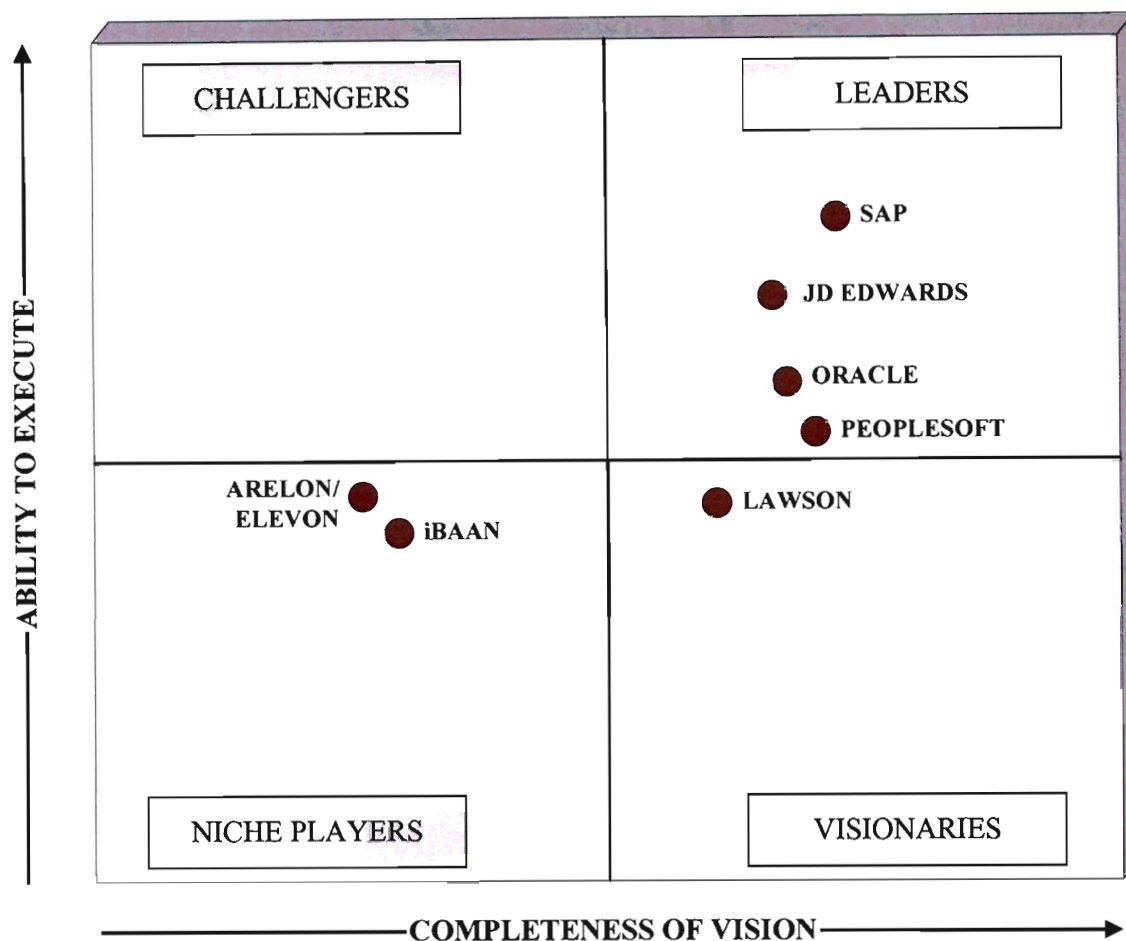 CHALLENGERS
LEADERS
SAP
JD EDWARDS
ORACLE
PEOPLESOFT
ARELON/
ELEVON
iBAAN
LAWSON
NICHE PLAYERS
VISIONARIES
ABILITY TO EXECUTE
COMPLETENESS OF VISION